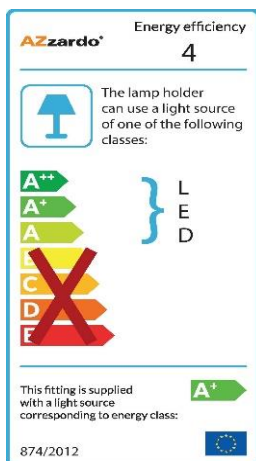 AZzardo
Energy efficiency
4
The lamp holder
can use a light source
of one of the following
classes:
A++
A+
A
B
C
D
E
L
E
D
This fitting is supplied
with a light source
corresponding to energy class:
A+
874/2012